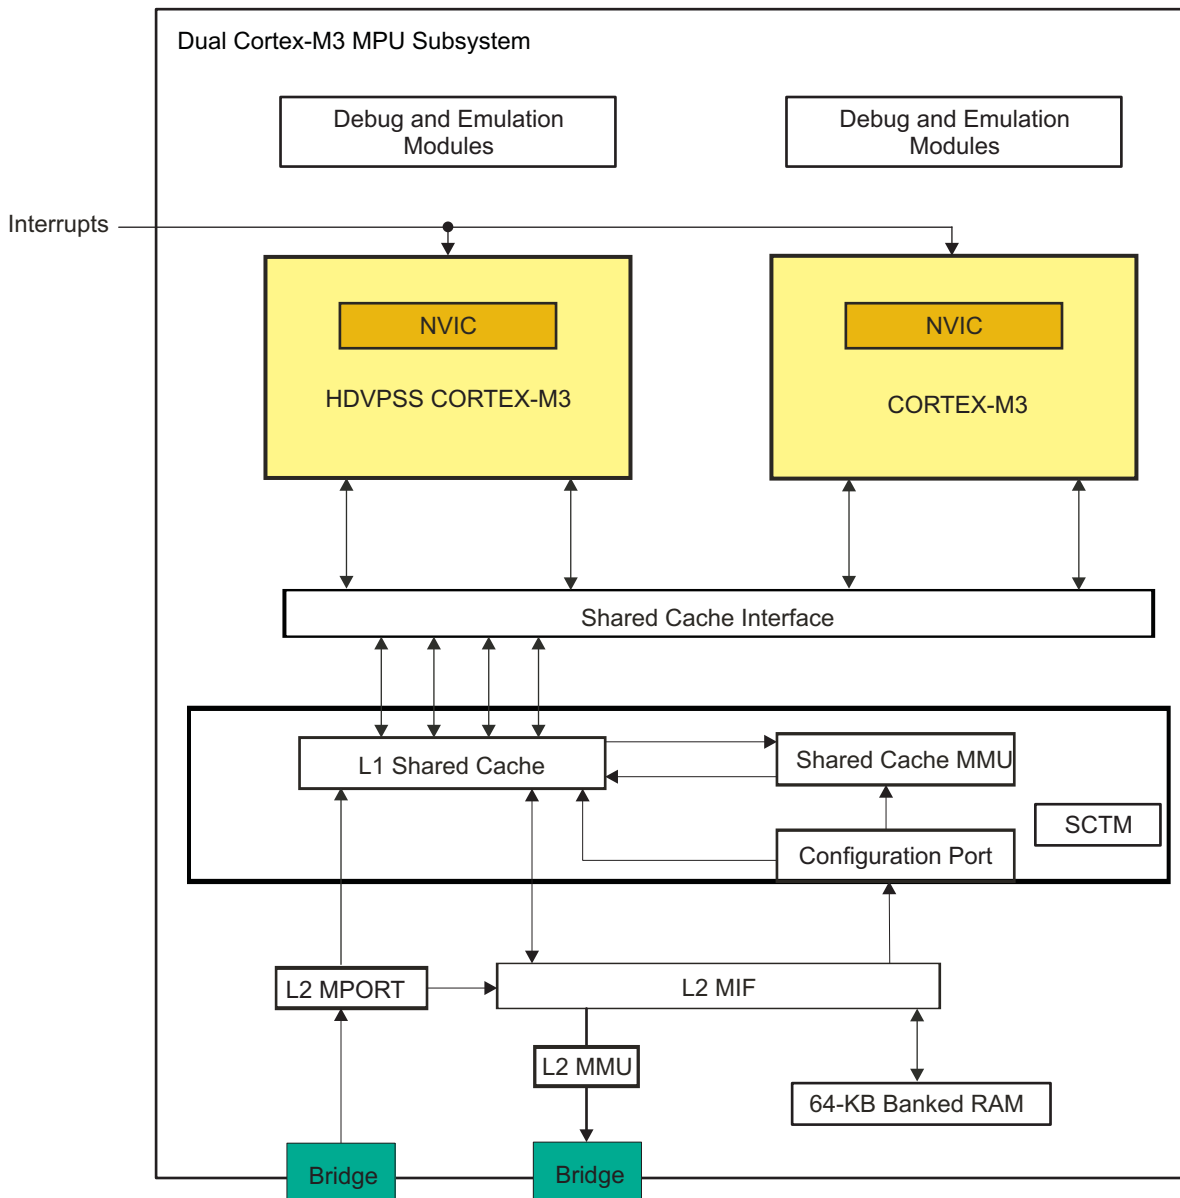 Dual Cortex-M3 MPU Subsystem
Debug and Emulation
Modules
Debug and Emulation
Modules
Interrupts
NVIC
HDVPSS CORTEX-M3
NVIC
CORTEX-M3
Shared Cache Interface
L1 Shared Cache
Shared Cache MMU
SCTM
Configuration Port
L2 MPORT
L2 MIF
L2 MMU
64-KB Banked RAM
Bridge
Bridge